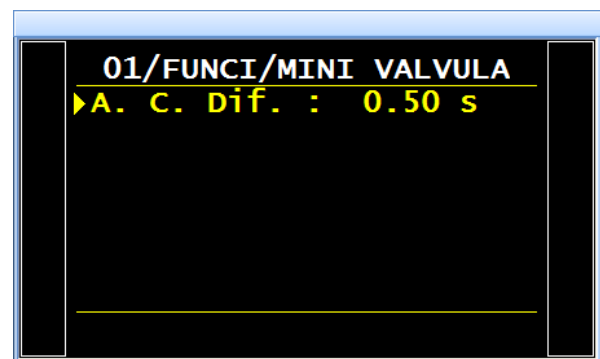 01/FUNCI/MINI VALVULA
A. C. Dif. : 0.50 s